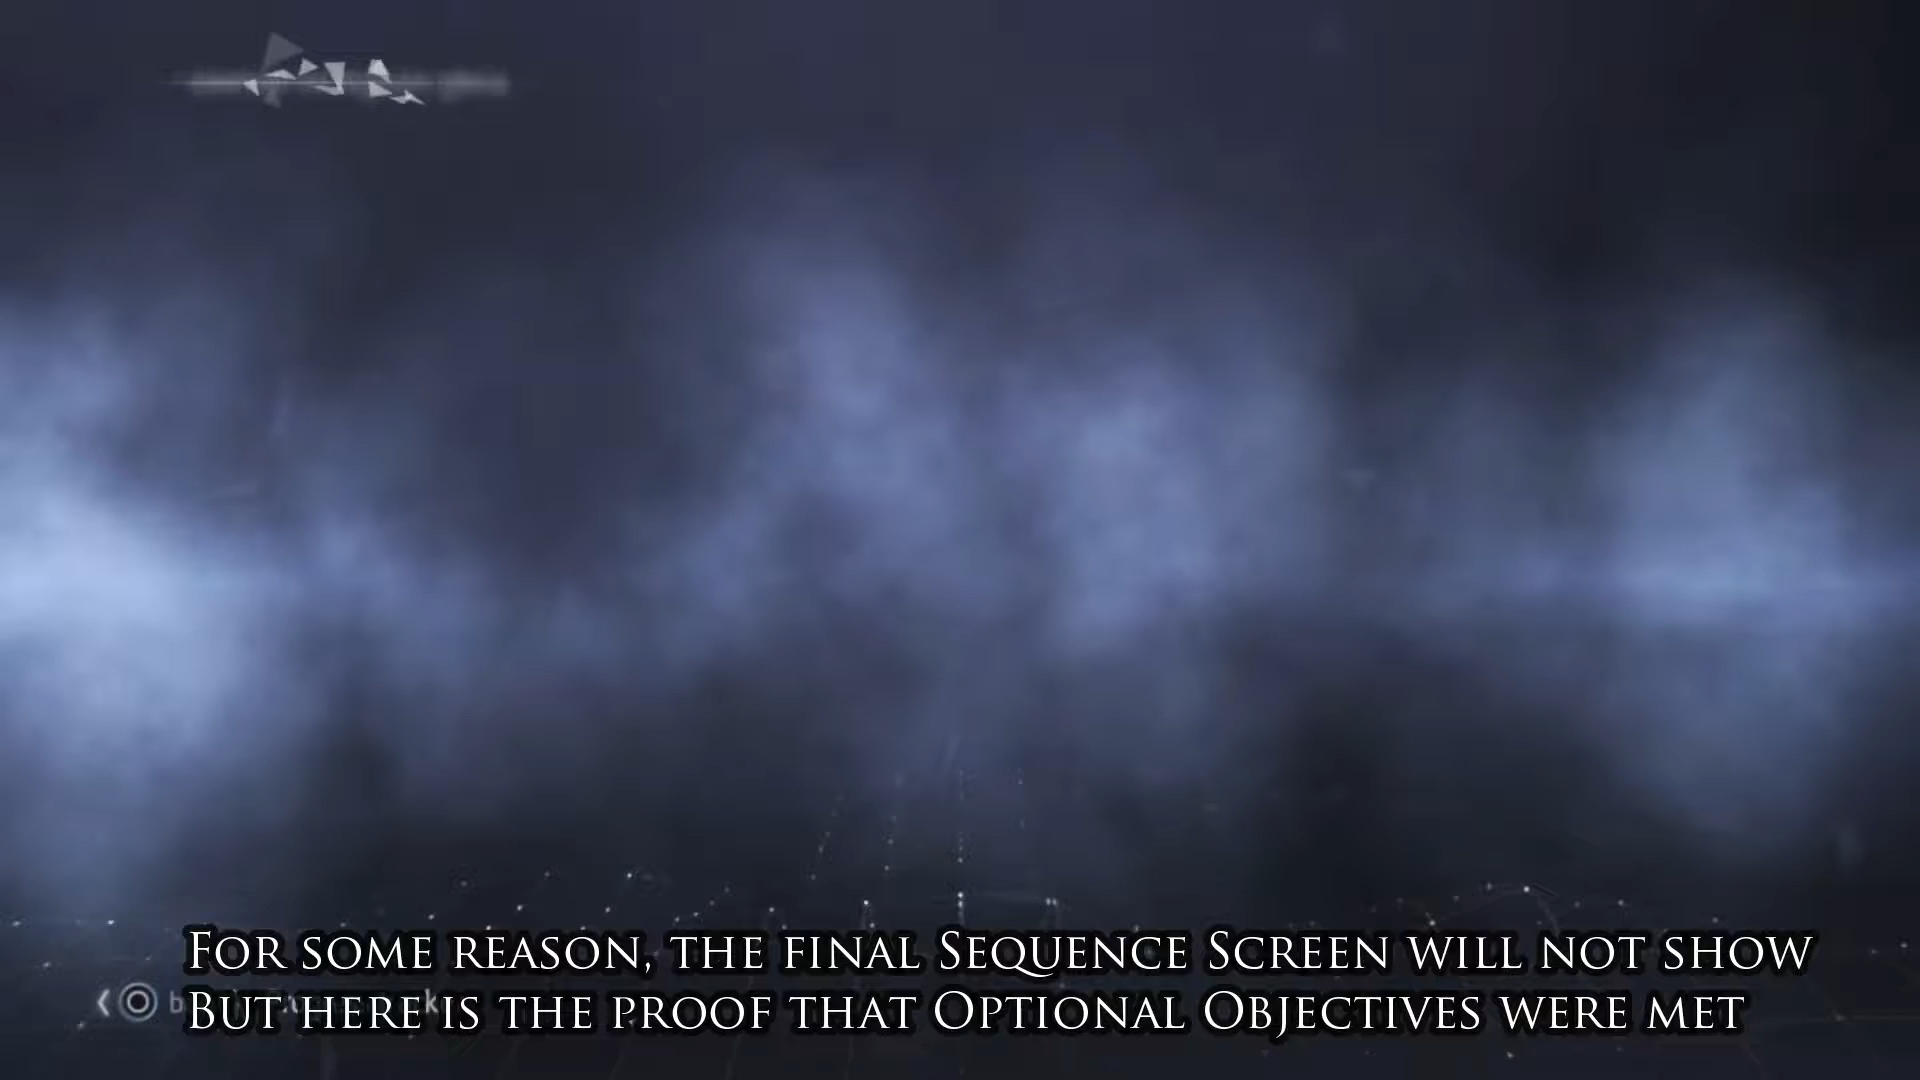 For some reason, the final Sequence Screen will not show
But here is the proof that Optional Objectives were met